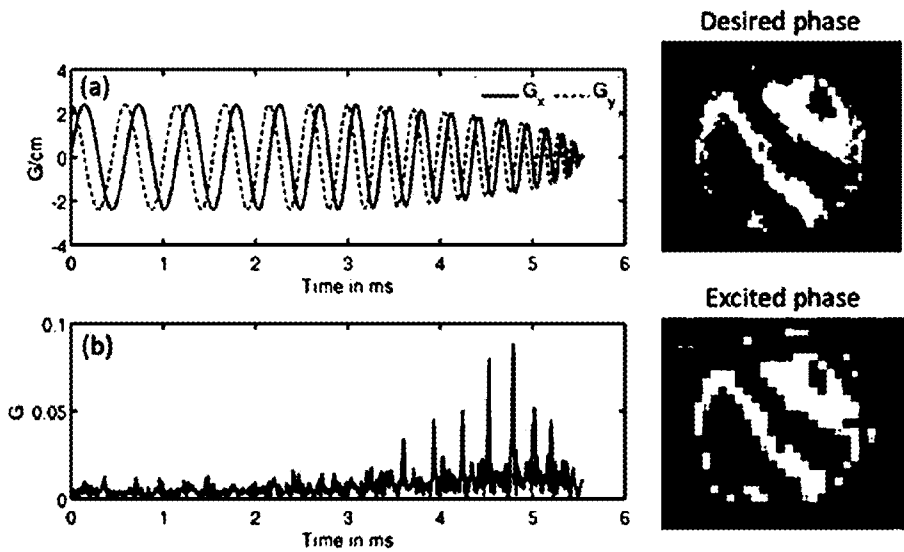 Desired phase
(a)
G_x G_y
4
2
0
-2
-4
G/cm
0 1 2 3 4 5 6
Time in ms
Excited phase
(b)
0.1
0.05
0
G
0 1 2 3 4 5 6
Time in ms